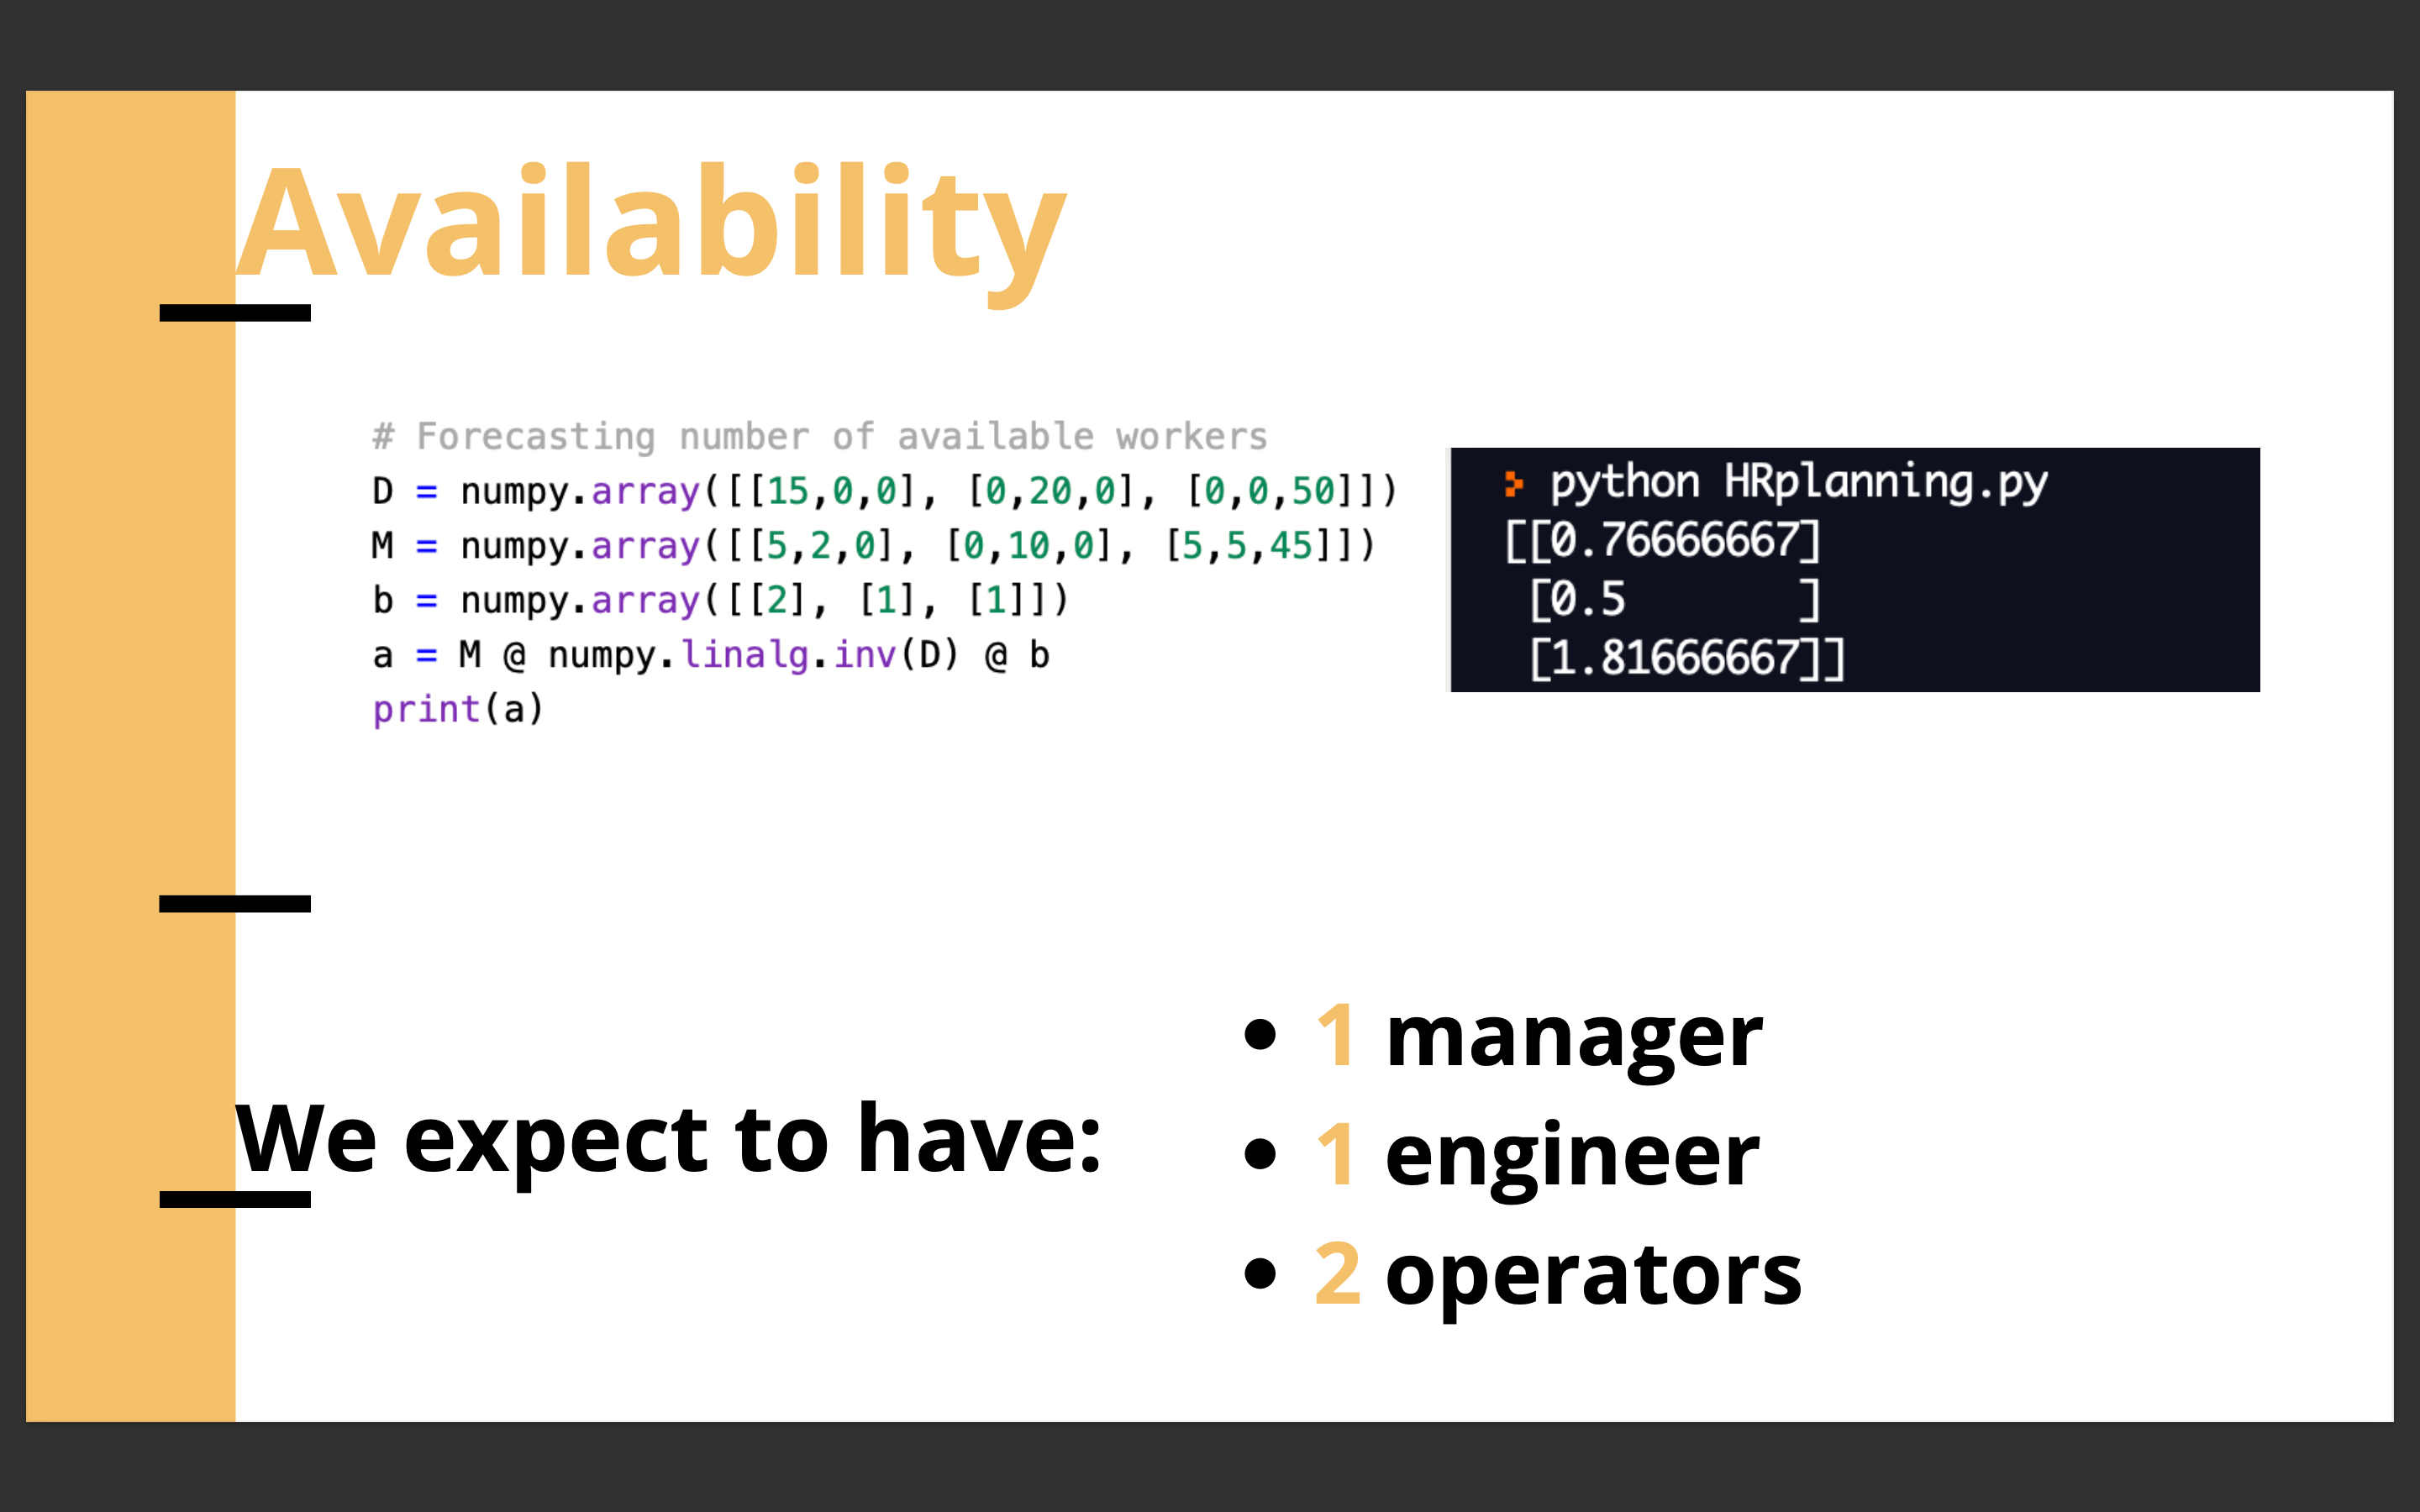 Availability
# Forecasting number of available workers
D = numpy.array([[15,0,0], [0,20,0], [0,0,50]])
M = numpy.array([[5,2,0], [0,10,0], [5,5,45]])
b = numpy.array([[2], [1], [1]])
a = M @ numpy.linalg.inv(D) @ b
print(a)
python HRplanning.py
[[0.76666667]
[0.5 ]
[1.81666667]]
We expect to have:
• 1 manager
• 1 engineer
• 2 operators